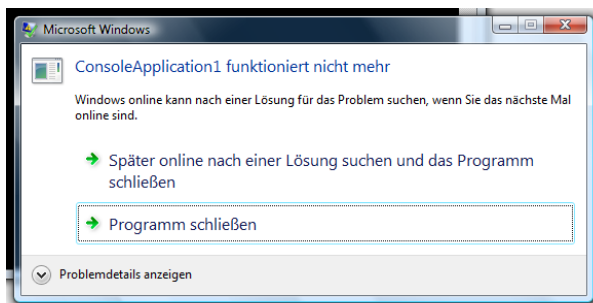 Microsoft Windows
ConsoleApplication1 funktioniert nicht mehr
Windows online kann nach einer Lösung für das Problem suchen, wenn Sie das nächste Mal
online sind.
Später online nach einer Lösung suchen und das Programm
schließen
Programm schließen
Problemdetails anzeigen